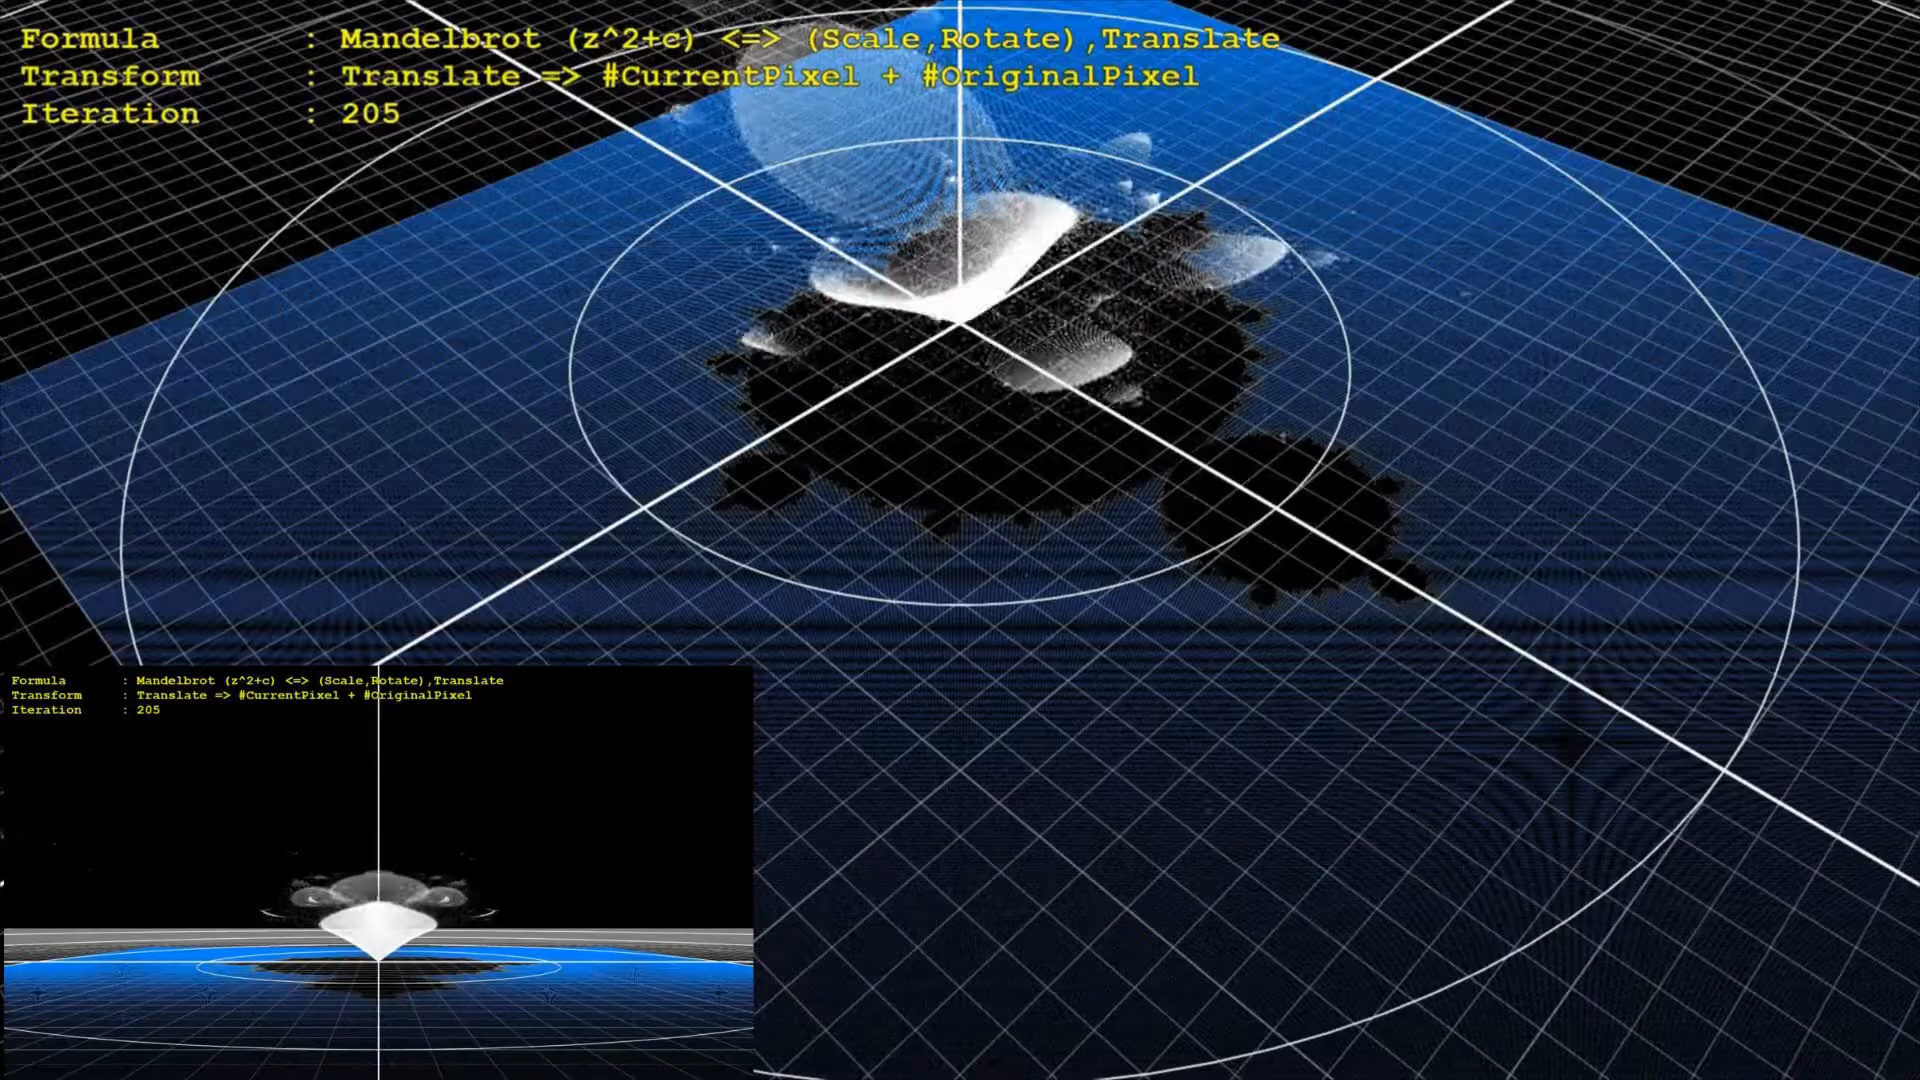 Formula : Mandelbrot (z^2+c) <=> (Scale,Rotate),Translate
Transform : Translate => #CurrentPixel + #OriginalPixel
Iteration : 205
Formula : Mandelbrot (z^2+c) <=> (Scale,Rotate),Translate
Transform : Translate => #CurrentPixel + #OriginalPixel
Iteration : 205